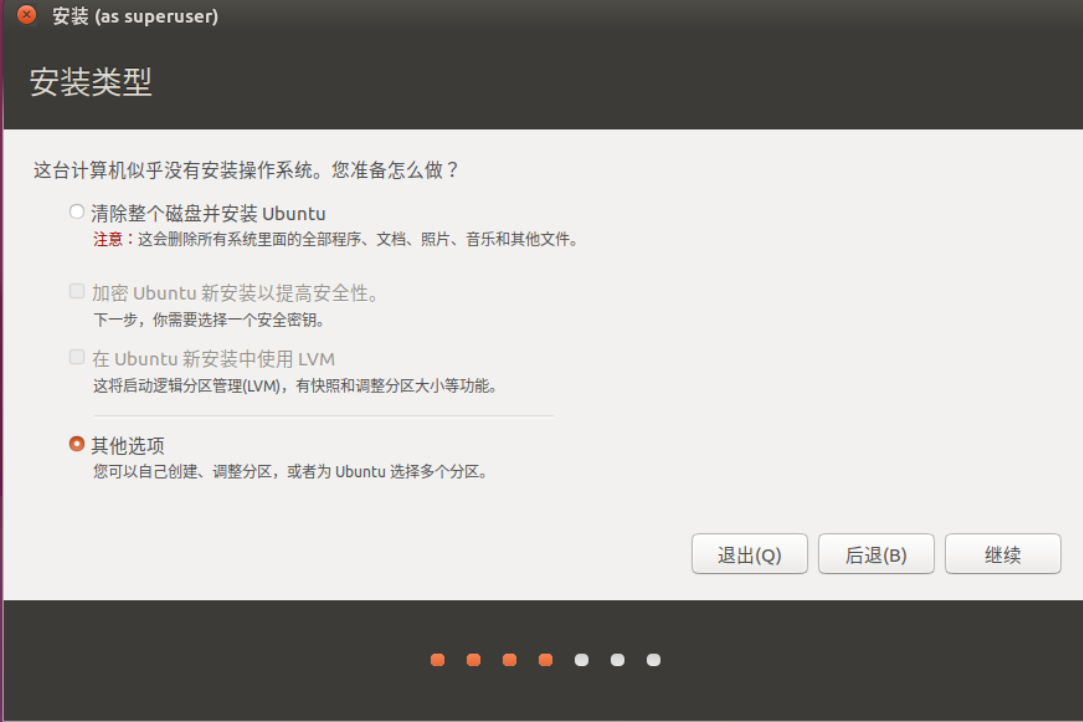 安装 (as superuser)
安装类型
这台计算机似乎没有安装操作系统。您准备怎么做？
清除整个磁盘并安装 Ubuntu
注意：这会删除所有系统里面的全部程序、文档、照片、音乐和其他文件。
加密 Ubuntu 新安装以提高安全性。
下一步，你需要选择一个安全密钥。
在 Ubuntu 新安装中使用 LVM
这将启动逻辑分区管理(LVM)，有快照和调整分区大小等功能。
其他选项
您可以自己创建、调整分区，或者为 Ubuntu 选择多个分区。
退出(Q) 后退(B) 继续